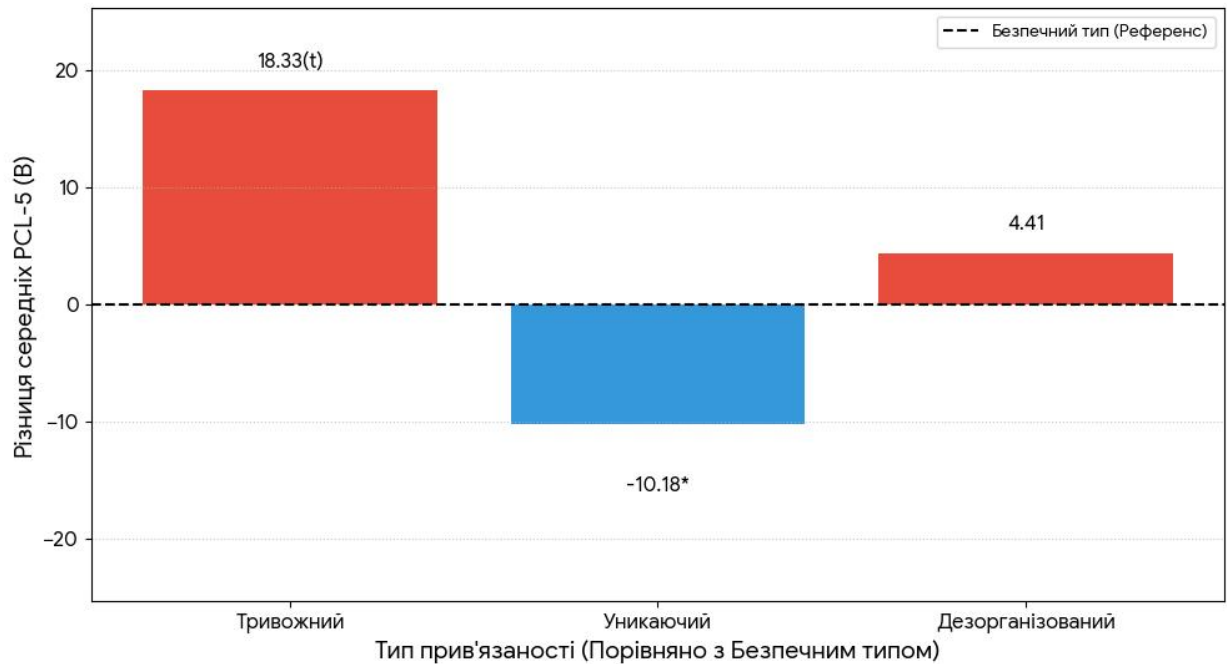 Безпечний тип (Референс)
18.33(t)
4.41
-10.18*
Різниця середніх PCL-5 (B)
20
10
0
−10
−20
Тривожний
Уникаючий
Дезорганізований
Тип прив'язаності (Порівняно з Безпечним типом)